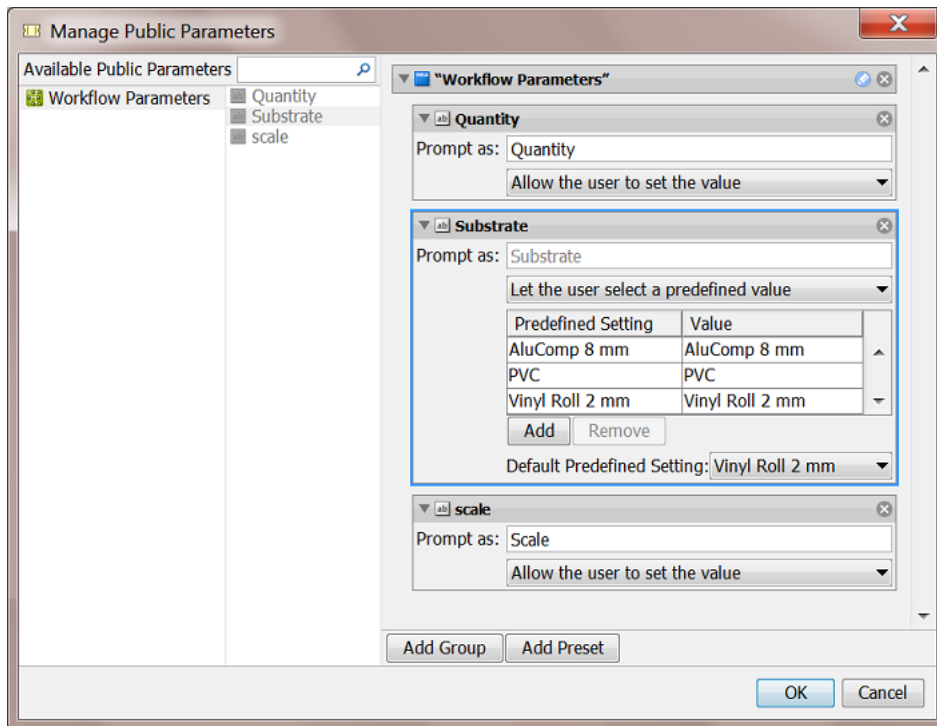 Manage Public Parameters
Available Public Parameters
Workflow Parameters
Quantity
Substrate
scale
"Workflow Parameters"
Quantity
Prompt as: Quantity
Allow the user to set the value
Substrate
Prompt as: Substrate
Let the user select a predefined value
Predefined Setting Value
AluComp 8 mm AluComp 8 mm
PVC PVC
Vinyl Roll 2 mm Vinyl Roll 2 mm
Add Remove
Default Predefined Setting: Vinyl Roll 2 mm
scale
Prompt as: Scale
Allow the user to set the value
Add Group Add Preset
OK Cancel